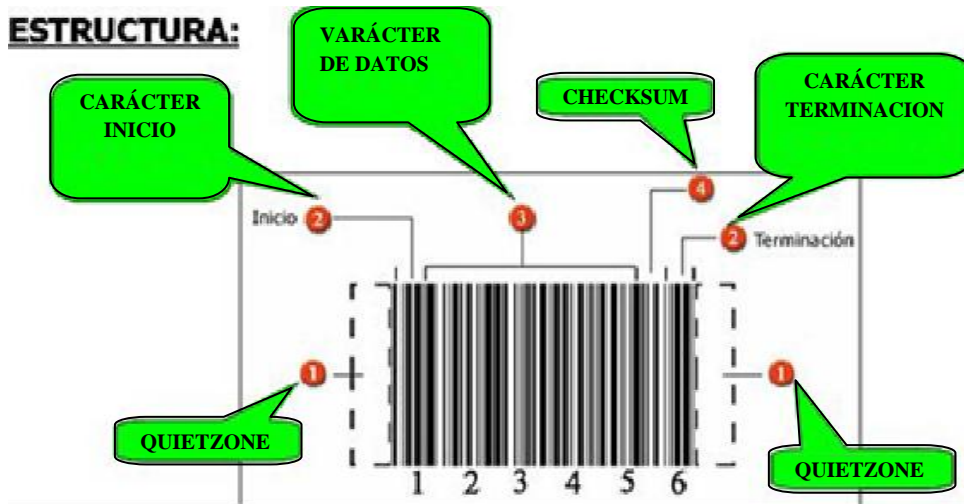 ESTRUCTURA:
VARÁCTER
DE DATOS
CARÁCTER
INICIO
CHECKSUM
CARÁCTER
TERMINACION
4
Inicio 2
3
2 Terminación
1
1
QUIETZONE
QUIETZONE
1 2 3 4 5 6